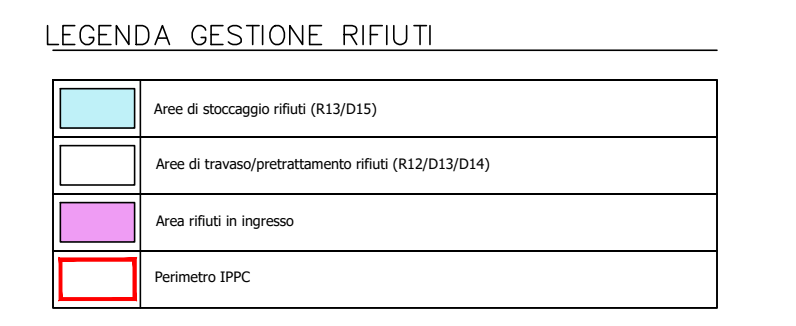 LEGENDA GESTIONE RIFIUTI
Aree di stoccaggio rifiuti (R13/D15)
Aree di travaso/pretrattamento rifiuti (R12/D13/D14)
Area rifiuti in ingresso
Perimetro IPPC